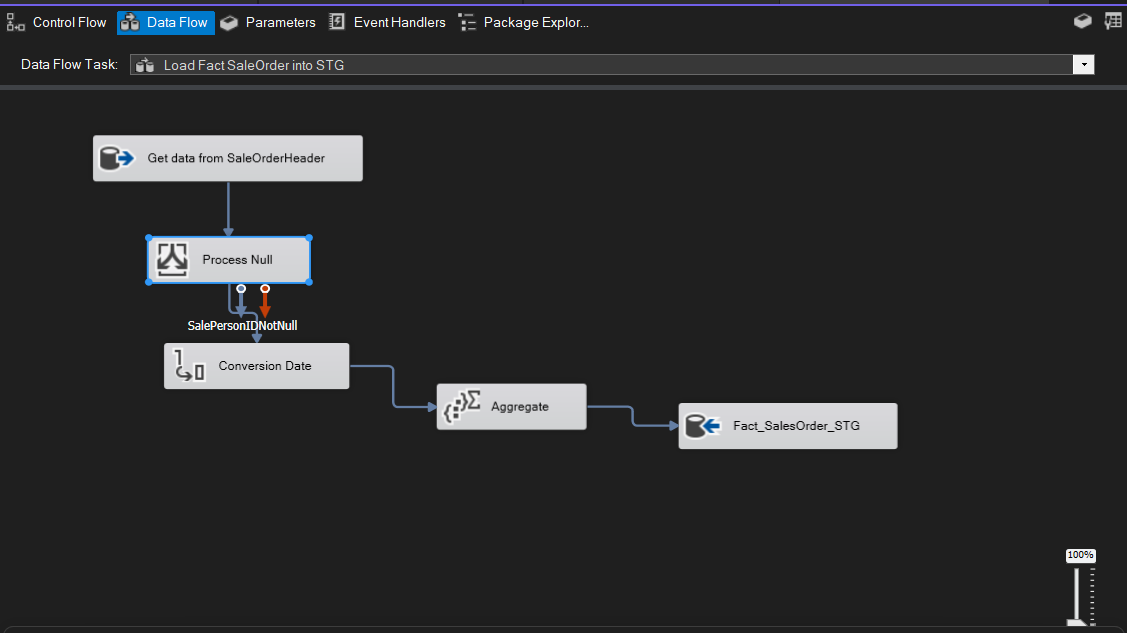 Control Flow Data Flow Parameters Event Handlers Package Explor...
Data Flow Task: Load Fact SaleOrder into STG
Get data from SaleOrderHeader
Process Null
SalePersonIDNotNull
Conversion Date
Aggregate
Fact_SalesOrder_STG
100%